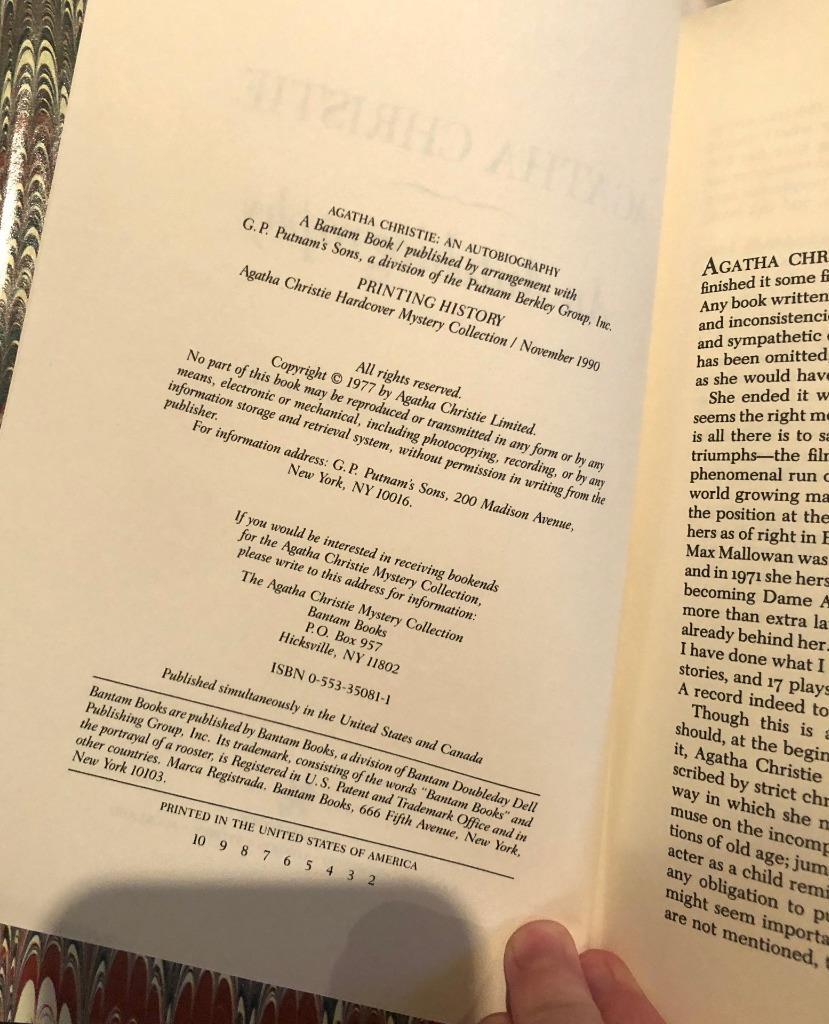 AGATHA CHRISTIE: AN AUTOBIOGRAPHY
A Bantam Book / published by arrangement with
G. P. Putnam's Sons, a division of the Putnam Berkley Group, Inc.
PRINTING HISTORY
Agatha Christie Hardcover Mystery Collection / November 1990
All rights reserved.
Copyright © 1977 by Agatha Christie Limited.
No part of this book may be reproduced or transmitted in any form or by any
means, electronic or mechanical, including photocopying, recording, or by any
information storage and retrieval system, without permission in writing from the
publisher.
For information address: G. P. Putnam's Sons, 200 Madison Avenue,
New York, NY 10016.
If you would be interested in receiving bookends
for the Agatha Christie Mystery Collection,
please write to this address for information:
The Agatha Christie Mystery Collection
Bantam Books
P.O. Box 957
Hicksville, NY 11802
ISBN 0-553-35081-1
Published simultaneously in the United States and Canada
Bantam Books are published by Bantam Books, a division of Bantam Doubleday Dell
Publishing Group, Inc. Its trademark, consisting of the words "Bantam Books" and
the portrayal of a rooster, is Registered in U.S. Patent and Trademark Office and in
other countries. Marca Registrada. Bantam Books, 666 Fifth Avenue, New York,
New York 10103.
PRINTED IN THE UNITED STATES OF AMERICA
10 9 8 7 6 5 4 3 2
AGATHA CHR
finished it some
Any book written
and inconsistenci
and sympathetic
has been omitted,
as she would have
She ended it w
seems the right m
is all there is to sa
triumphs—the film
phenomenal run o
world growing ma
the position at the
hers as of right in
Max Mallowan was
and in 1971 she hers
becoming Dame A
more than extra la
already behind her.
I have done what I
stories, and 17 plays
A record indeed to
Though this is
should, at the begin
it, Agatha Christie
scribed by strict chr
way in which she
muse on the incomp
tions of old age; jum
acter as a child remi
any obligation to pu
might seem importa
are not mentioned,